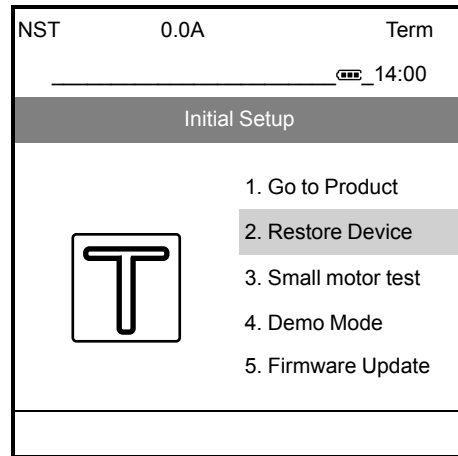 NST 0.0A Term
_14:00
Initial Setup
1. Go to Product
2. Restore Device
3. Small motor test
4. Demo Mode
5. Firmware Update
T